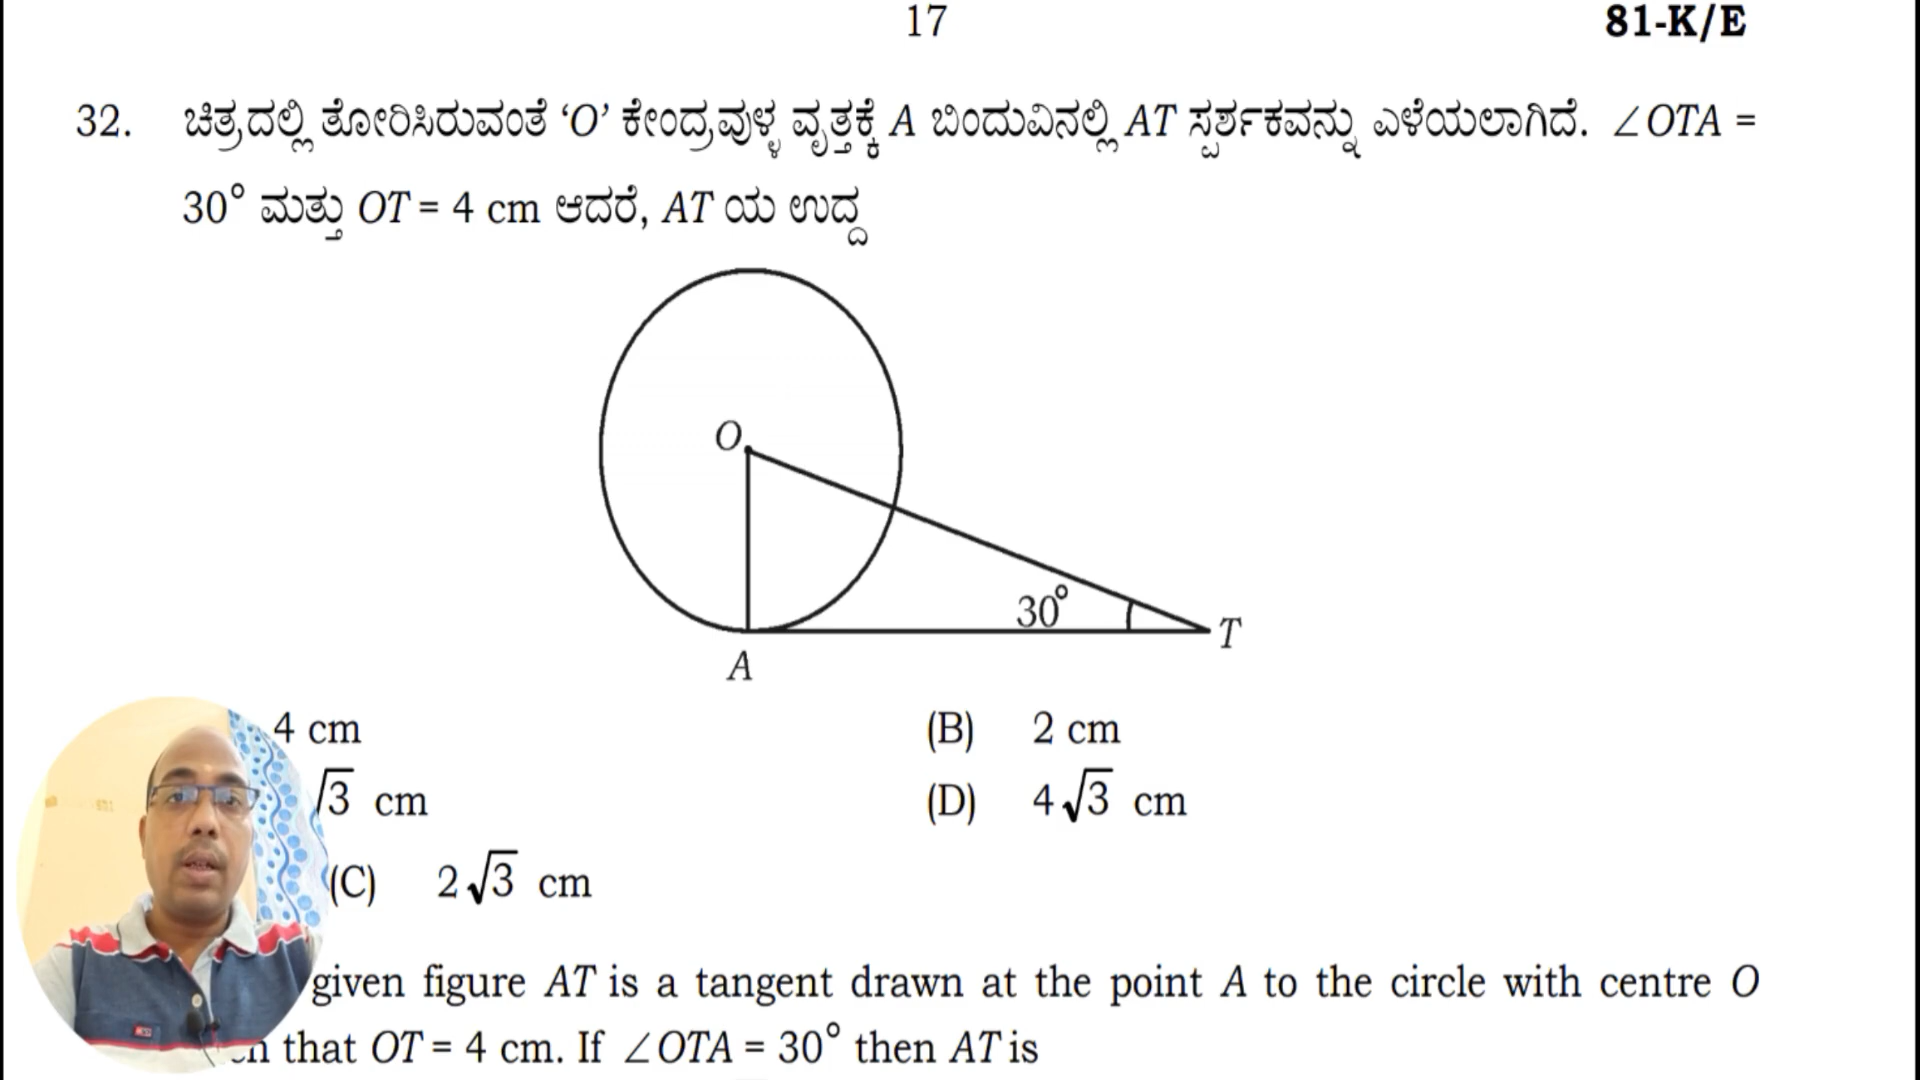 17 81-K/E
32. ಚಿತ್ರದಲ್ಲಿ ತೋರಿಸಿರುವಂತೆ ‘O’ ಕೇಂದ್ರವುಳ್ಳ ವೃತ್ತಕ್ಕೆ A ಬಿಂದುವಿನಲ್ಲಿ AT ಸ್ಪರ್ಶಕವನ್ನು ಎಳೆಯಲಾಗಿದೆ. ∠OTA =
30° ಮತ್ತು OT = 4 cm ಆದರೆ, AT ಯ ಉದ್ದ
O
30°
T
A
4 cm (B) 2 cm
√3 cm (D) 4√3 cm
(C) 2√3 cm
given figure AT is a tangent drawn at the point A to the circle with centre O
that OT = 4 cm. If ∠OTA = 30° then AT is